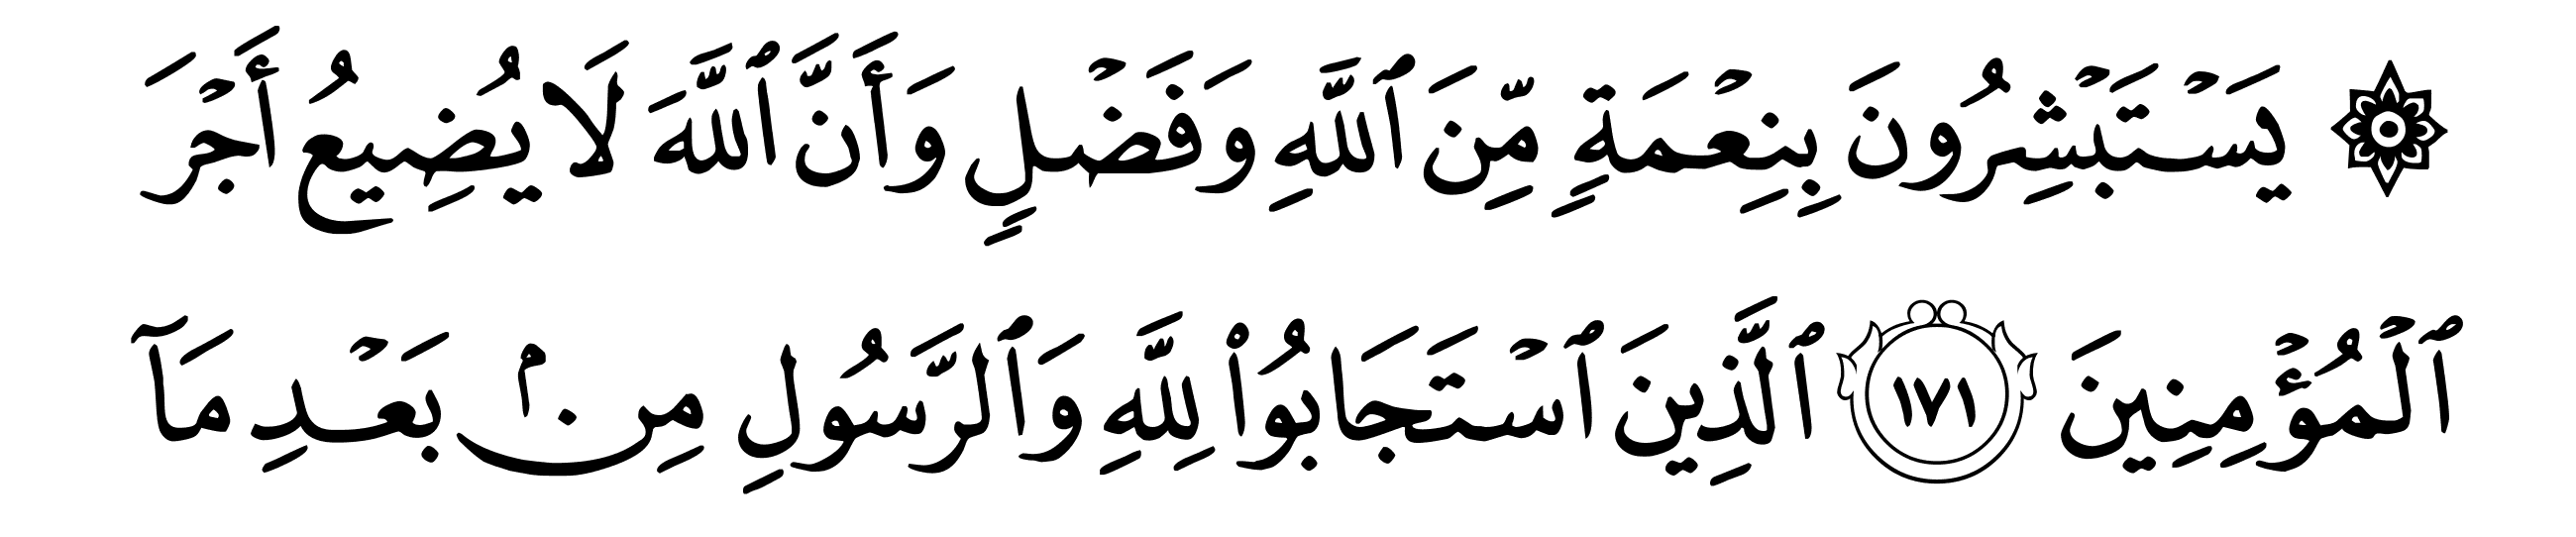 ۞ يَسۡتَبۡشِرُونَ بِنِعۡمَةٖ مِّنَ ٱللَّهِ وَفَضۡلٖ وَأَنَّ ٱللَّهَ لَا يُضِيعُ أَجۡرَ
ٱلۡمُؤۡمِنِينَ ١٧١ ٱلَّذِينَ ٱسۡتَجَابُواْ لِلَّهِ وَٱلرَّسُولِ مِنۢ بَعۡدِ مَآ